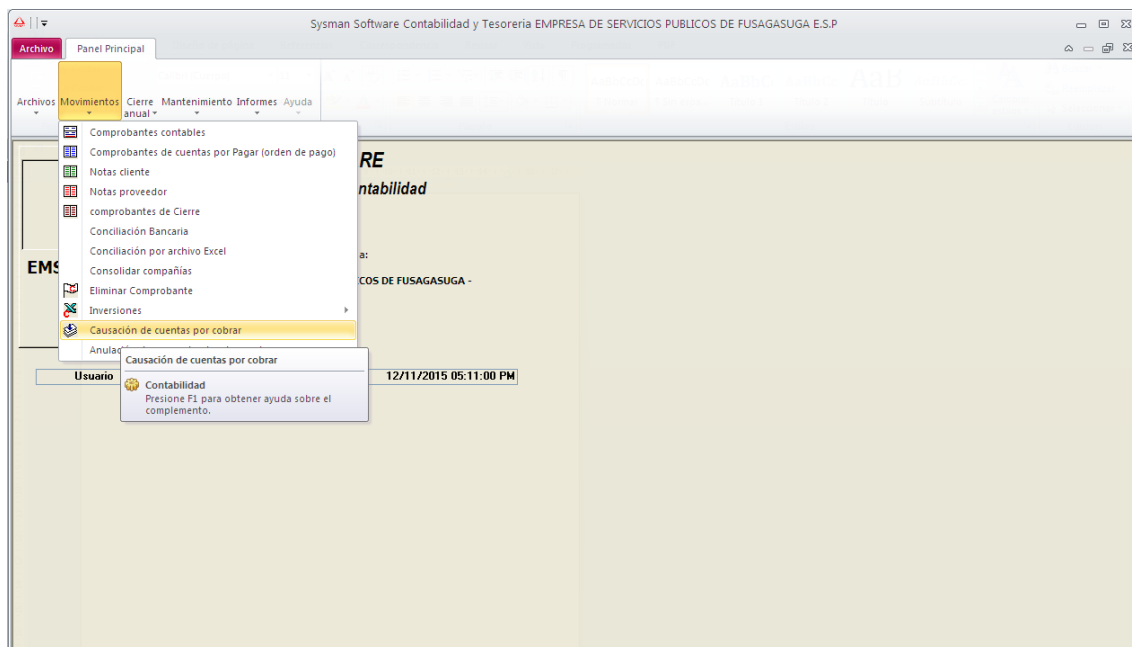 Sysman Software Contabilidad y Tesoreria EMPRESA DE SERVICIOS PUBLICOS DE FUSAGASUGA E.S.P
Archivo Panel Principal
Archivos Movimientos Cierre anual Mantenimiento Informes Ayuda
Comprobantes contables
Comprobantes de cuentas por Pagar (orden de pago)
RE
Notas cliente
Notas proveedor
ntabilidad
comprobantes de Cierre
Conciliación Bancaria
Conciliación por archivo Excel
a:
EMS
Consolidar compañías
COS DE FUSAGASUGA -
Eliminar Comprobante
Inversiones
Causación de cuentas por cobrar
Anulac
Causación de cuentas por cobrar
Usuario 12/11/2015 05:11:00 PM
Contabilidad
Presione F1 para obtener ayuda sobre el
complemento.